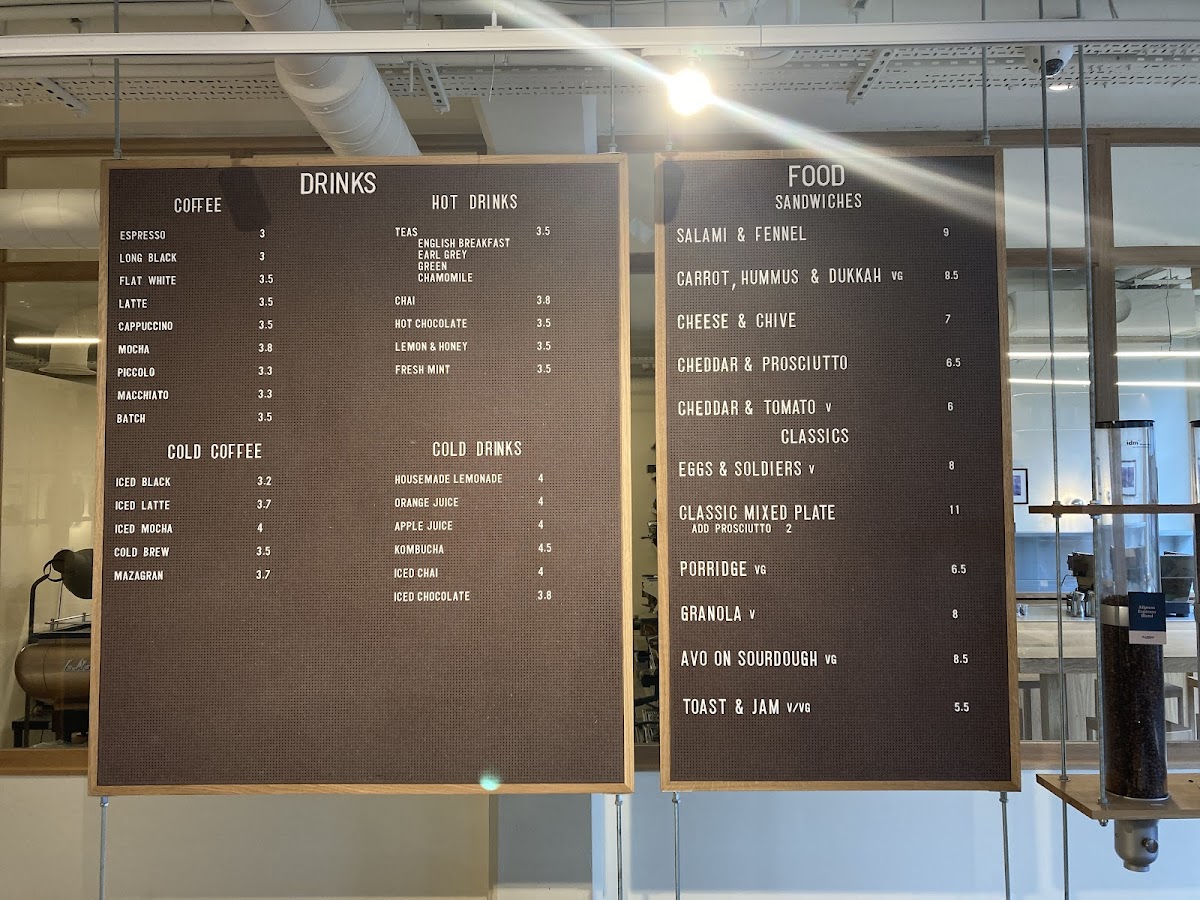 DRINKS
COFFEE
ESPRESSO 3
LONG BLACK 3
FLAT WHITE 3.5
LATTE 3.5
CAPPUCCINO 3.5
MOCHA 3.8
PICCOLO 3.3
MACCHIATO 3.3
BATCH 3.5
COLD COFFEE
ICED BLACK 3.2
ICED LATTE 3.7
ICED MOCHA 4
COLD BREW 3.5
MAZAGRAN 3.7
HOT DRINKS
TEAS 3.5
ENGLISH BREAKFAST
EARL GREY
GREEN
CHAMOMILE
CHAI 3.8
HOT CHOCOLATE 3.5
LEMON & HONEY 3.5
FRESH MINT 3.5
COLD DRINKS
HOUSEMADE LEMONADE 4
ORANGE JUICE 4
APPLE JUICE 4
KOMBUCHA 4.5
ICED CHAI 4
ICED CHOCOLATE 3.8
FOOD
SANDWICHES
SALAMI & FENNEL 9
CARROT, HUMMUS & DUKKAH VG 8.5
CHEESE & CHIVE 7
CHEDDAR & PROSCIUTTO 6.5
CHEDDAR & TOMATO V 6
CLASSICS
EGGS & SOLDIERS V 8
CLASSIC MIXED PLATE 11
ADD PROSCIUTTO 2
PORRIDGE VG 6.5
GRANOLA V 8
AVO ON SOURDOUGH VG 8.5
TOAST & JAM V/VG 5.5
idm